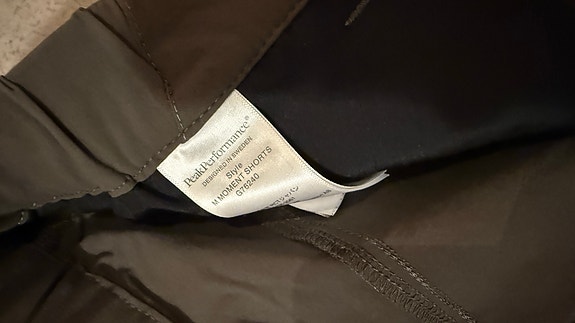 PeakPerformance®
DESIGNED IN SWEDEN
Style
M MOMENT SHORTS
G76240